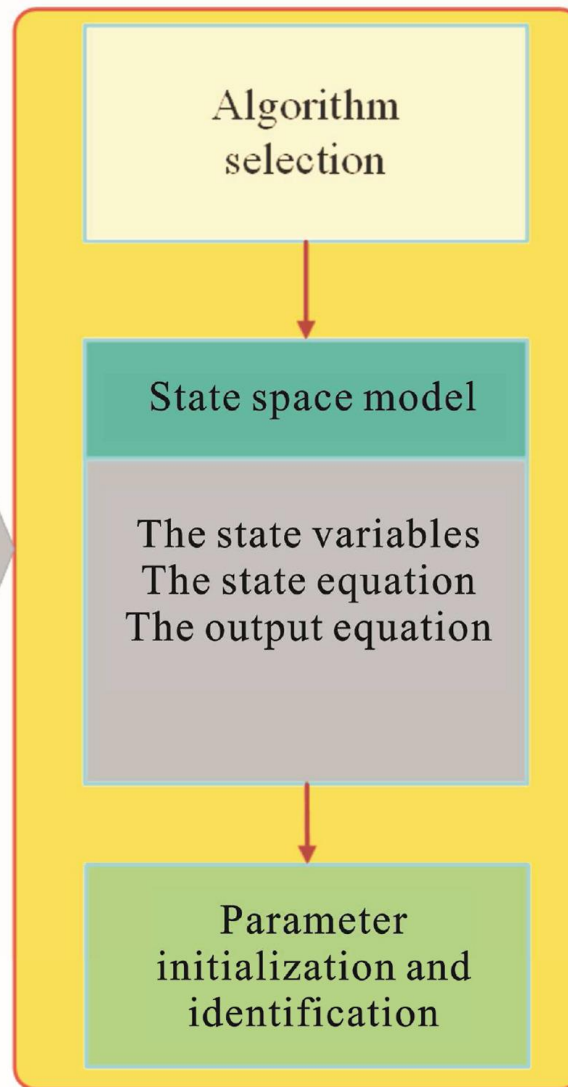 Algorithm
selection
State space model
The state variables
The state equation
The output equation
Parameter
initialization and
identification